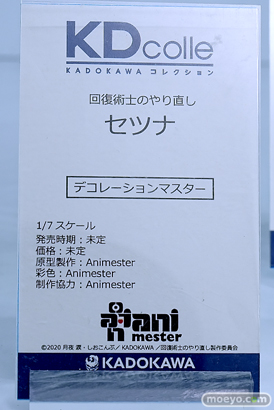 KDcolle
KADOKAWA コレクション
回復術士のやり直し
セツナ
デコレーションマスター
1/7 スケール
発売時期：未定
価格：未定
原型製作：Animester
彩色：Animester
制作協力：Animester
ani
mester
©2020 月夜 涙・しおこんぶ／KADOKAWA ／回復術士のやり直し製作委員会
KADOKAWA
moeyo.com